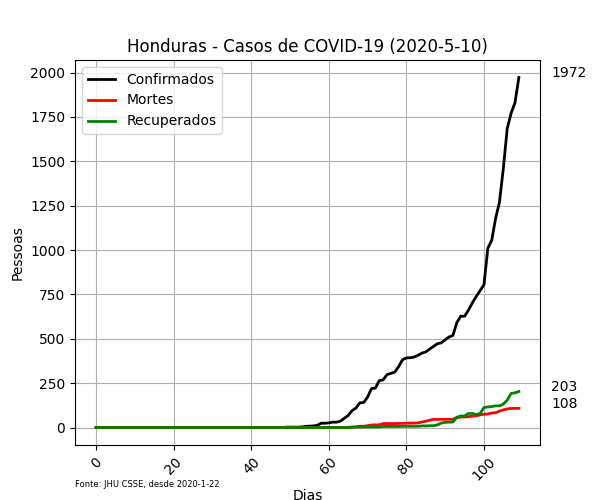 Honduras - Casos de COVID-19 (2020-5-10)
Confirmados
Mortes
Recuperados
2000
1750
1500
1250
1000
750
500
250
0
Pessoas
1972
203
108
0
20
40
60
80
100
Dias
Fonte: JHU CSSE, desde 2020-1-22